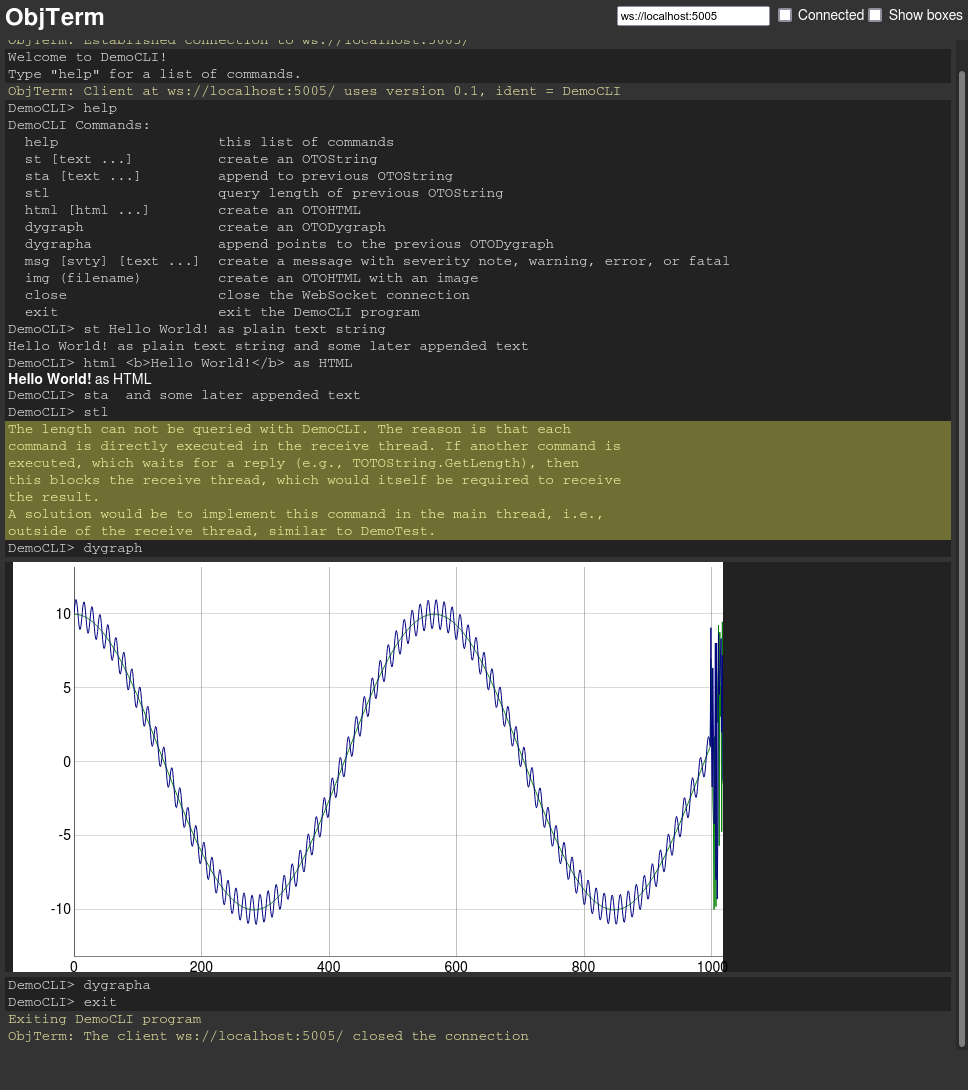 ObjTerm
ws://localhost:5005
Connected
Show boxes
ObjTerm: Established connection to ws://localhost:5005/
Welcome to DemoCLI!
Type "help" for a list of commands.
ObjTerm: Client at ws://localhost:5005/ uses version 0.1, ident = DemoCLI
DemoCLI> help
DemoCLI Commands:
help this list of commands
st [text ...] create an OTOString
sta [text ...] append to previous OTOString
stl query length of previous OTOString
html [html ...] create an OTOHTML
dygraph create an OTODygraph
dygrapha append points to the previous OTODygraph
msg [svty] [text ...] create a message with severity note, warning, error, or fatal
img (filename) create an OTOHTML with an image
close close the WebSocket connection
exit exit the DemoCLI program
DemoCLI> st Hello World! as plain text string
Hello World! as plain text string and some later appended text
DemoCLI> html <b>Hello World!</b> as HTML
Hello World! as HTML
DemoCLI> sta  and some later appended text
DemoCLI> stl
The length can not be queried with DemoCLI. The reason is that each
command is directly executed in the receive thread. If another command is
executed, which waits for a reply (e.g., TOTOString.GetLength), then
this blocks the receive thread, which would itself be required to receive
the result.
A solution would be to implement this command in the main thread, i.e.,
outside of the receive thread, similar to DemoTest.
DemoCLI> dygraph
10
5
0
-5
-10
0 200 400 600 800 1000
DemoCLI> dygrapha
DemoCLI> exit
Exiting DemoCLI program
ObjTerm: The client ws://localhost:5005/ closed the connection